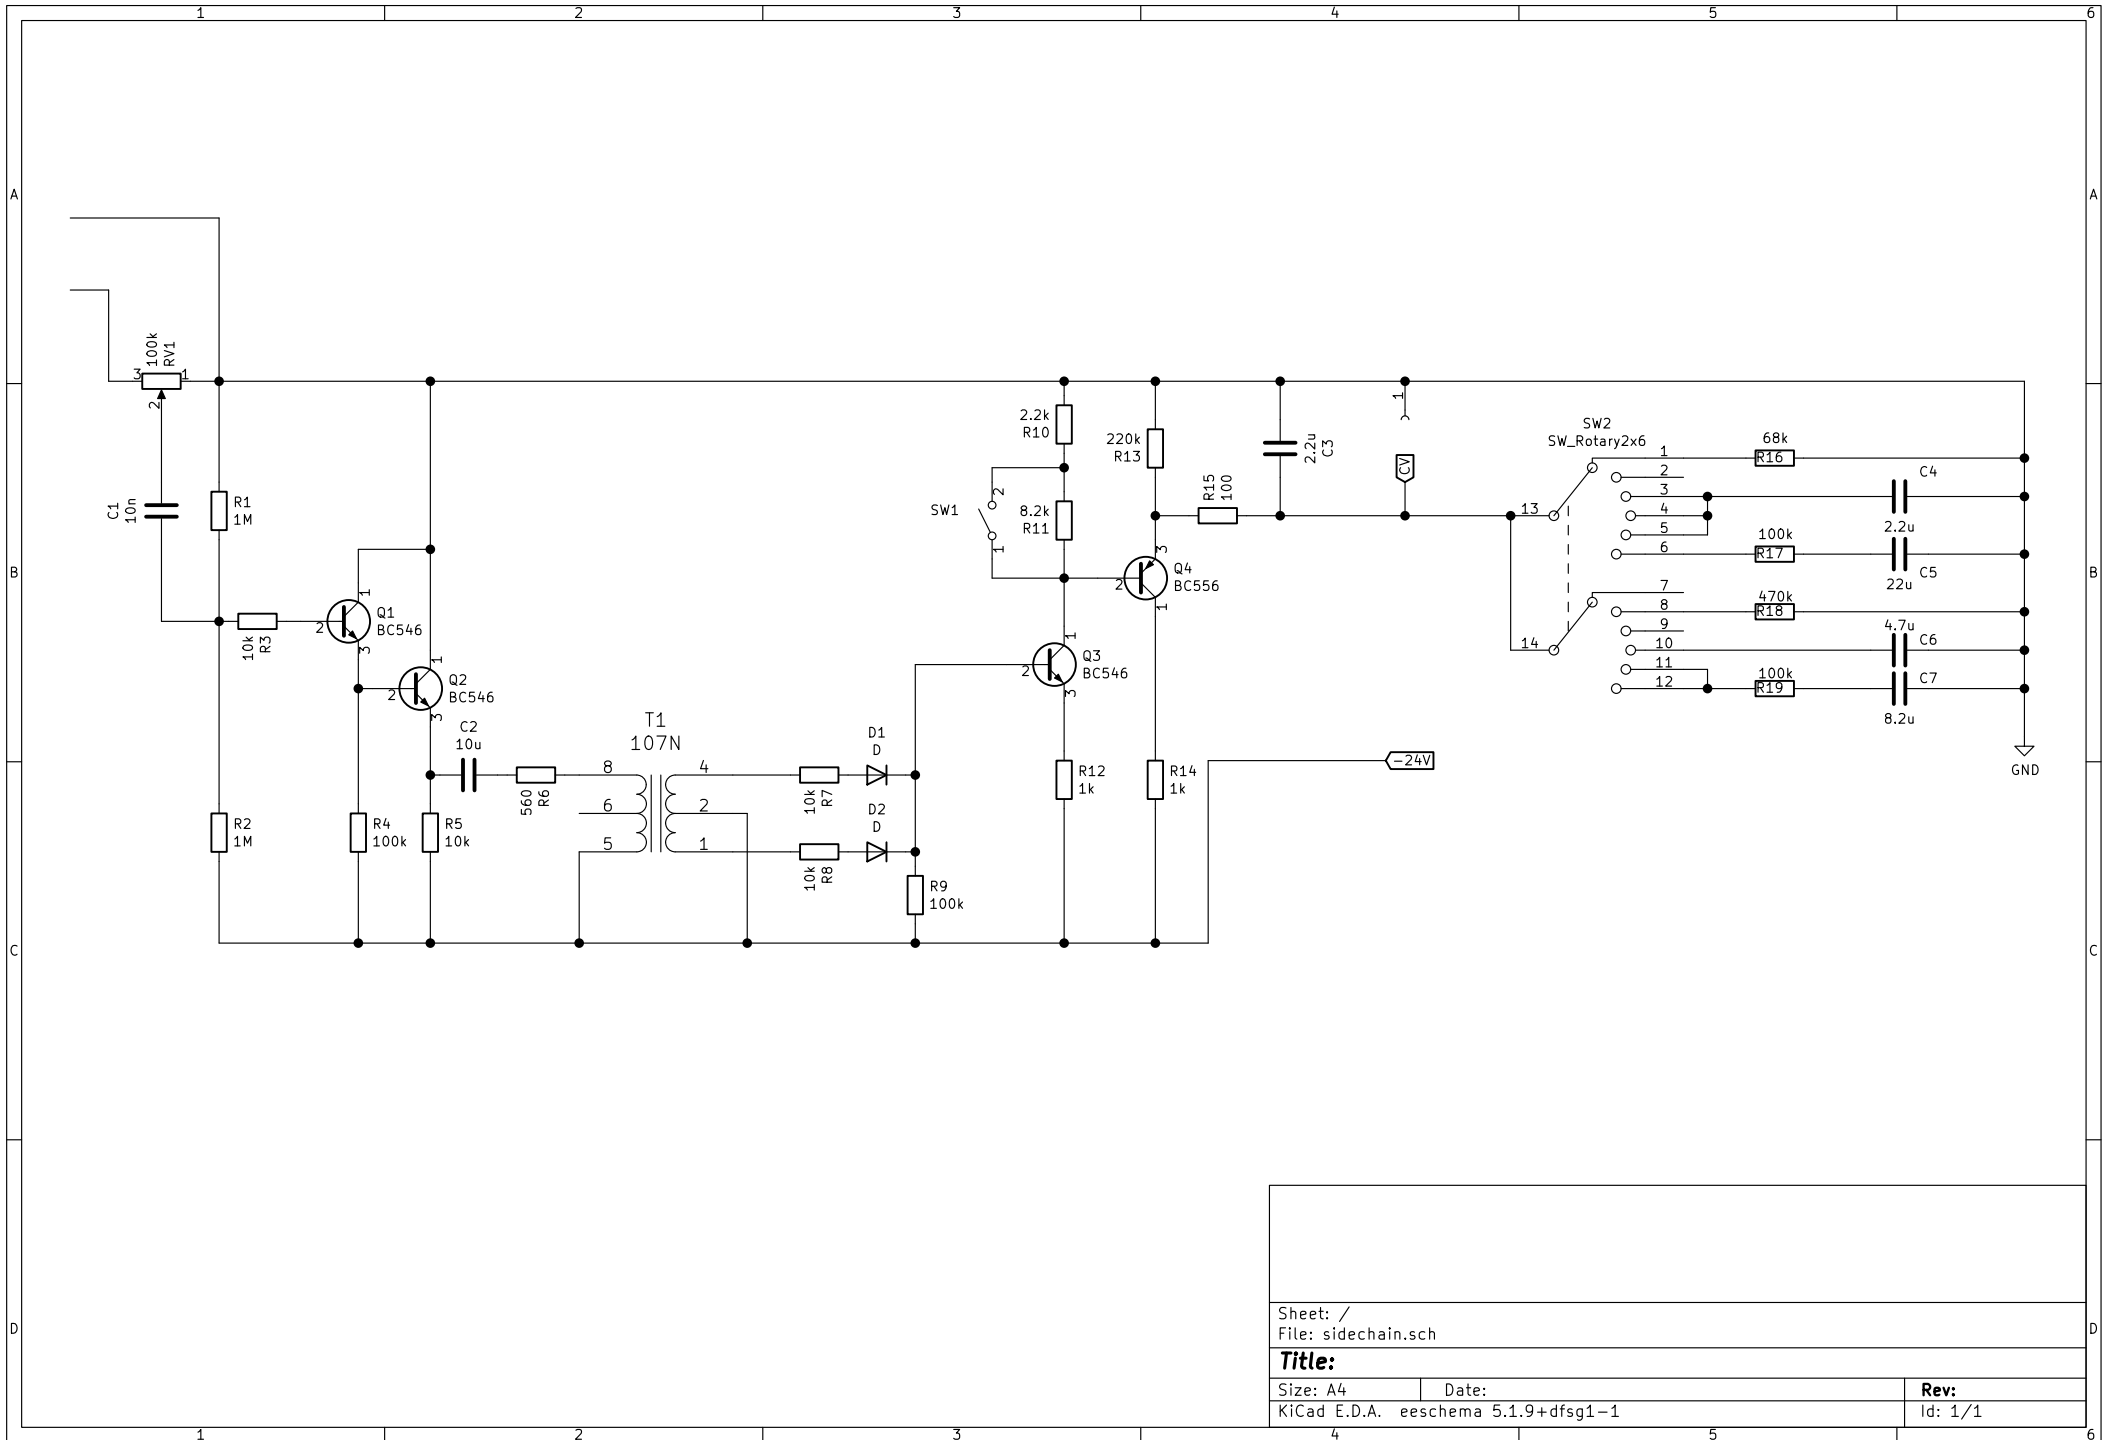 1 2 3 4 5 6
A A
100k
RV1
3 1
2
C1
10n
R1
1M
10k
R3
1
2
3
Q1
BC546
1
2
3
Q2
BC546
R2
1M
R4
100k
R5
10k
C2
10u
560
R6
T1
107N
8 4
6 2
5 1
10k
R7
D1
D
10k
R8
D2
D
R9
100k
2.2k
R10
SW1
2
1
8.2k
R11
1
2
3
Q3
BC546
R12
1k
220k
R13
3
2
1
Q4
BC556
R14
1k
R15
100
2.2u
C3
1
CV
-24V
SW2
SW_Rotary2x6
13
14
1
2
3
4
5
6
7
8
9
10
11
12
68k
R16
C4
2.2u
100k
R17
C5
22u
470k
R18
4.7u
C6
100k
R19
C7
8.2u
GND
B B
C C
D D
Sheet: /
File: sidechain.sch
Title:
Size: A4 Date: Rev:
KiCad E.D.A. eeschema 5.1.9+dfsg1-1 Id: 1/1
1 2 3 4 5 6